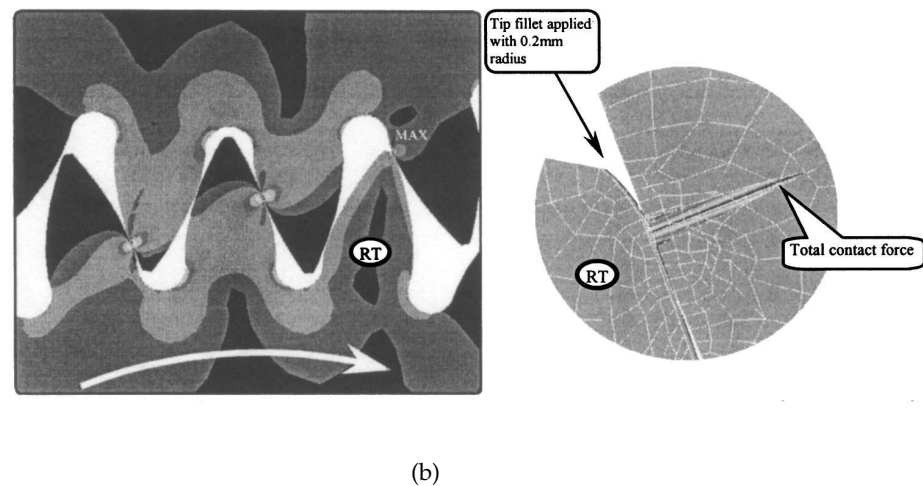 Tip fillet applied
with 0.2mm
radius
MAX
RT
Total contact force
RT
(b)